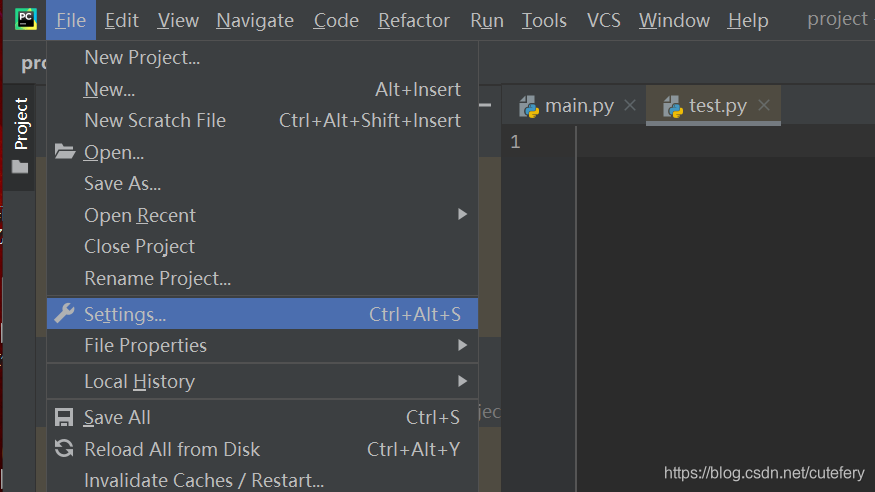 PC File Edit View Navigate Code Refactor Run Tools VCS Window Help project
New Project...
New... Alt+Insert
New Scratch File Ctrl+Alt+Shift+Insert
Open...
Save As...
Open Recent
Close Project
Rename Project...
Settings... Ctrl+Alt+S
File Properties
Local History
Save All Ctrl+S
Reload All from Disk Ctrl+Alt+Y
Invalidate Caches / Restart...
Project
main.py test.py
1
https://blog.csdn.net/cutefery